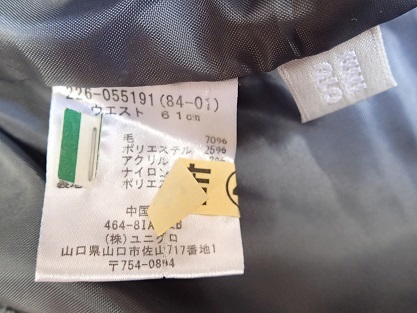 226-055191(84-01)
ウエスト 61cm
毛 70%
ポリエステル 25%
アクリル
ナイロン
ポリエス
中国
464-8IA
(株)ユニクロ
山口県山口市佐山717番地1
〒754-0894